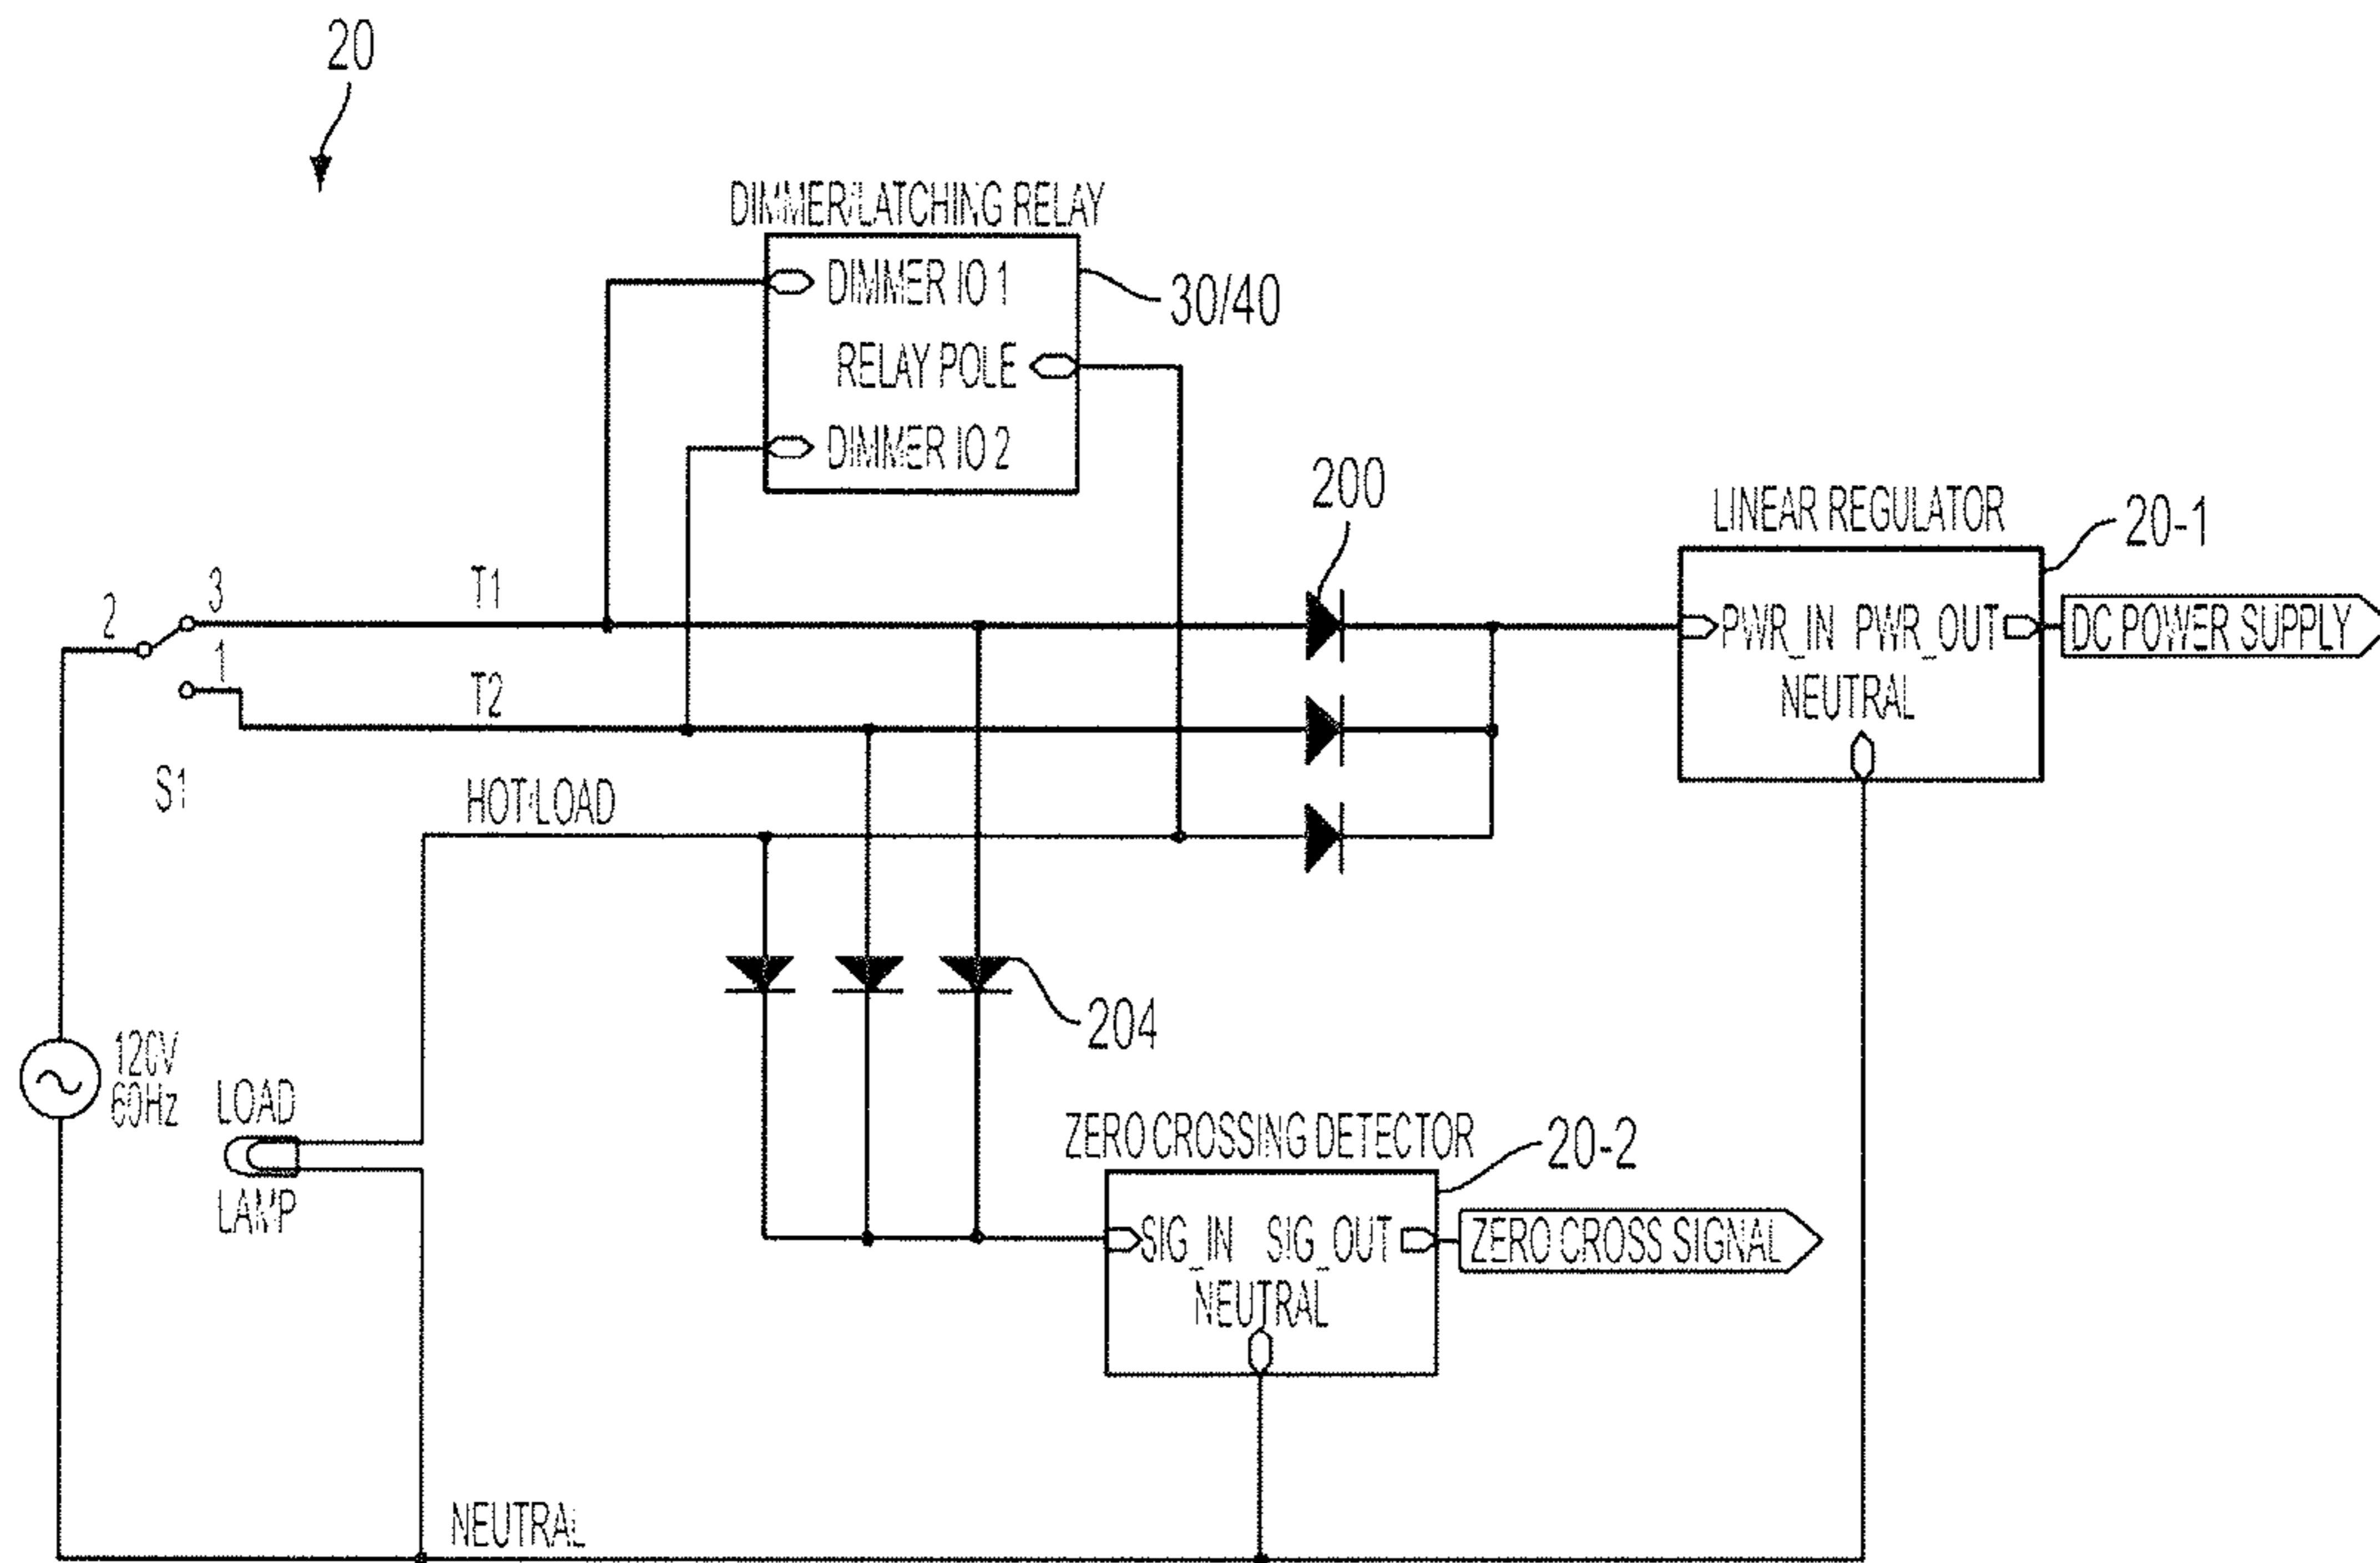 20
DIMMER/LATCHING RELAY
DIMMER IO 1
30/40
RELAY POLE
DIMMER IO 2
200
LINEAR REGULATOR
20-1
3
T1
2
1
PWR_IN PWR_OUT
DC POWER SUPPLY
NEUTRAL
T2
S1
HOT/LOAD
204
120V
60Hz
LOAD
LAMP
ZERO CROSSING DETECTOR
20-2
SIG_IN SIG_OUT
ZERO CROSS SIGNAL
NEUTRAL
NEUTRAL